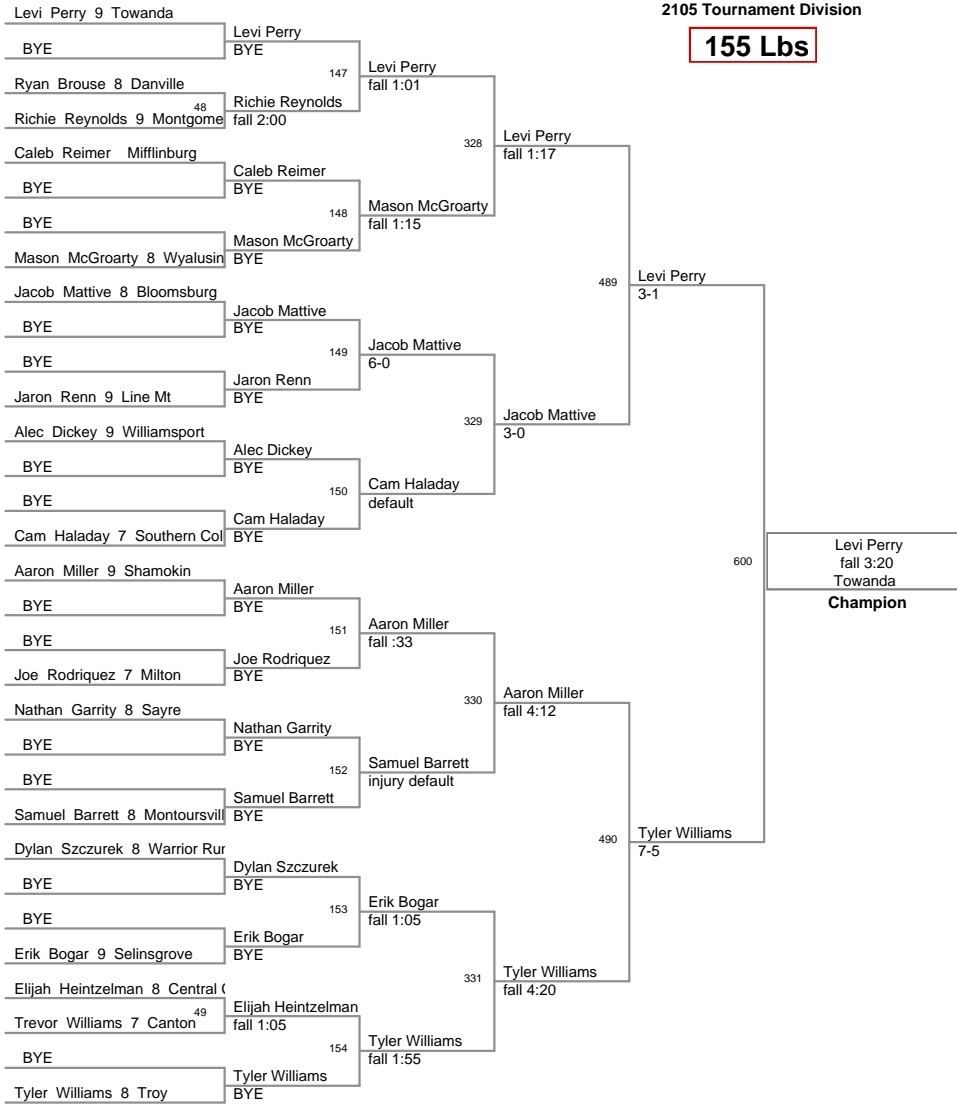 2105 Tournament Division
155 Lbs
Levi Perry 9 Towanda
BYE
Ryan Brouse 8 Danville
48
Richie Reynolds 9 Montgome
Caleb Reimer Mifflinburg
BYE
BYE
Mason McGroarty 8 Wyalusin
Jacob Mattive 8 Bloomsburg
BYE
BYE
Jaron Renn 9 Line Mt
Alec Dickey 9 Williamsport
BYE
BYE
Cam Haladay 7 Southern Col
Aaron Miller 9 Shamokin
BYE
BYE
Joe Rodriquez 7 Milton
Nathan Garrity 8 Sayre
BYE
BYE
Samuel Barrett 8 Montoursvill
Dylan Szczurek 8 Warrior Rur
BYE
BYE
Erik Bogar 9 Selinsgrove
Elijah Heintzelman 8 Central
49
Trevor Williams 7 Canton
BYE
Tyler Williams 8 Troy
Levi Perry
BYE
147
Richie Reynolds
fall 2:00
Caleb Reimer
BYE
148
Mason McGroarty
BYE
Jacob Mattive
BYE
149
Jaron Renn
BYE
Alec Dickey
BYE
150
Cam Haladay
BYE
Aaron Miller
BYE
151
Joe Rodriquez
BYE
Nathan Garrity
BYE
152
Samuel Barrett
BYE
Dylan Szczurek
BYE
153
Erik Bogar
BYE
Elijah Heintzelman
fall 1:05
154
Tyler Williams
BYE
Levi Perry
fall 1:01
328
Mason McGroarty
fall 1:15
Jacob Mattive
6-0
329
Cam Haladay
default
Aaron Miller
fall :33
330
Samuel Barrett
injury default
Erik Bogar
fall 1:05
331
Tyler Williams
fall 1:55
Levi Perry
fall 1:17
489
Jacob Mattive
3-0
Aaron Miller
fall 4:12
490
Tyler Williams
fall 4:20
Levi Perry
3-1
600
Tyler Williams
7-5
Levi Perry
fall 3:20
Towanda
Champion